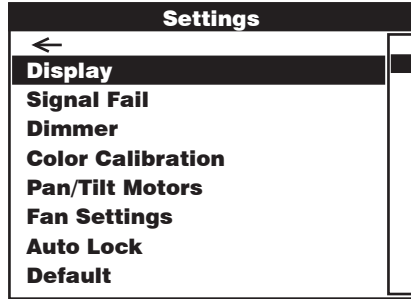 Settings
←
Display
Signal Fail
Dimmer
Color Calibration
Pan/Tilt Motors
Fan Settings
Auto Lock
Default